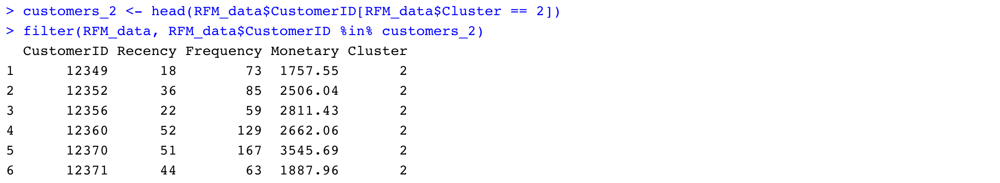 > customers_2 <- head(RFM_data$CustomerID[RFM_data$Cluster == 2])
> filter(RFM_data, RFM_data$CustomerID %in% customers_2)
  CustomerID Recency Frequency Monetary Cluster
1      12349      18        73  1757.55       2
2      12352      36        85  2506.04       2
3      12356      22        59  2811.43       2
4      12360      52       129  2662.06       2
5      12370      51       167  3545.69       2
6      12371      44        63  1887.96       2